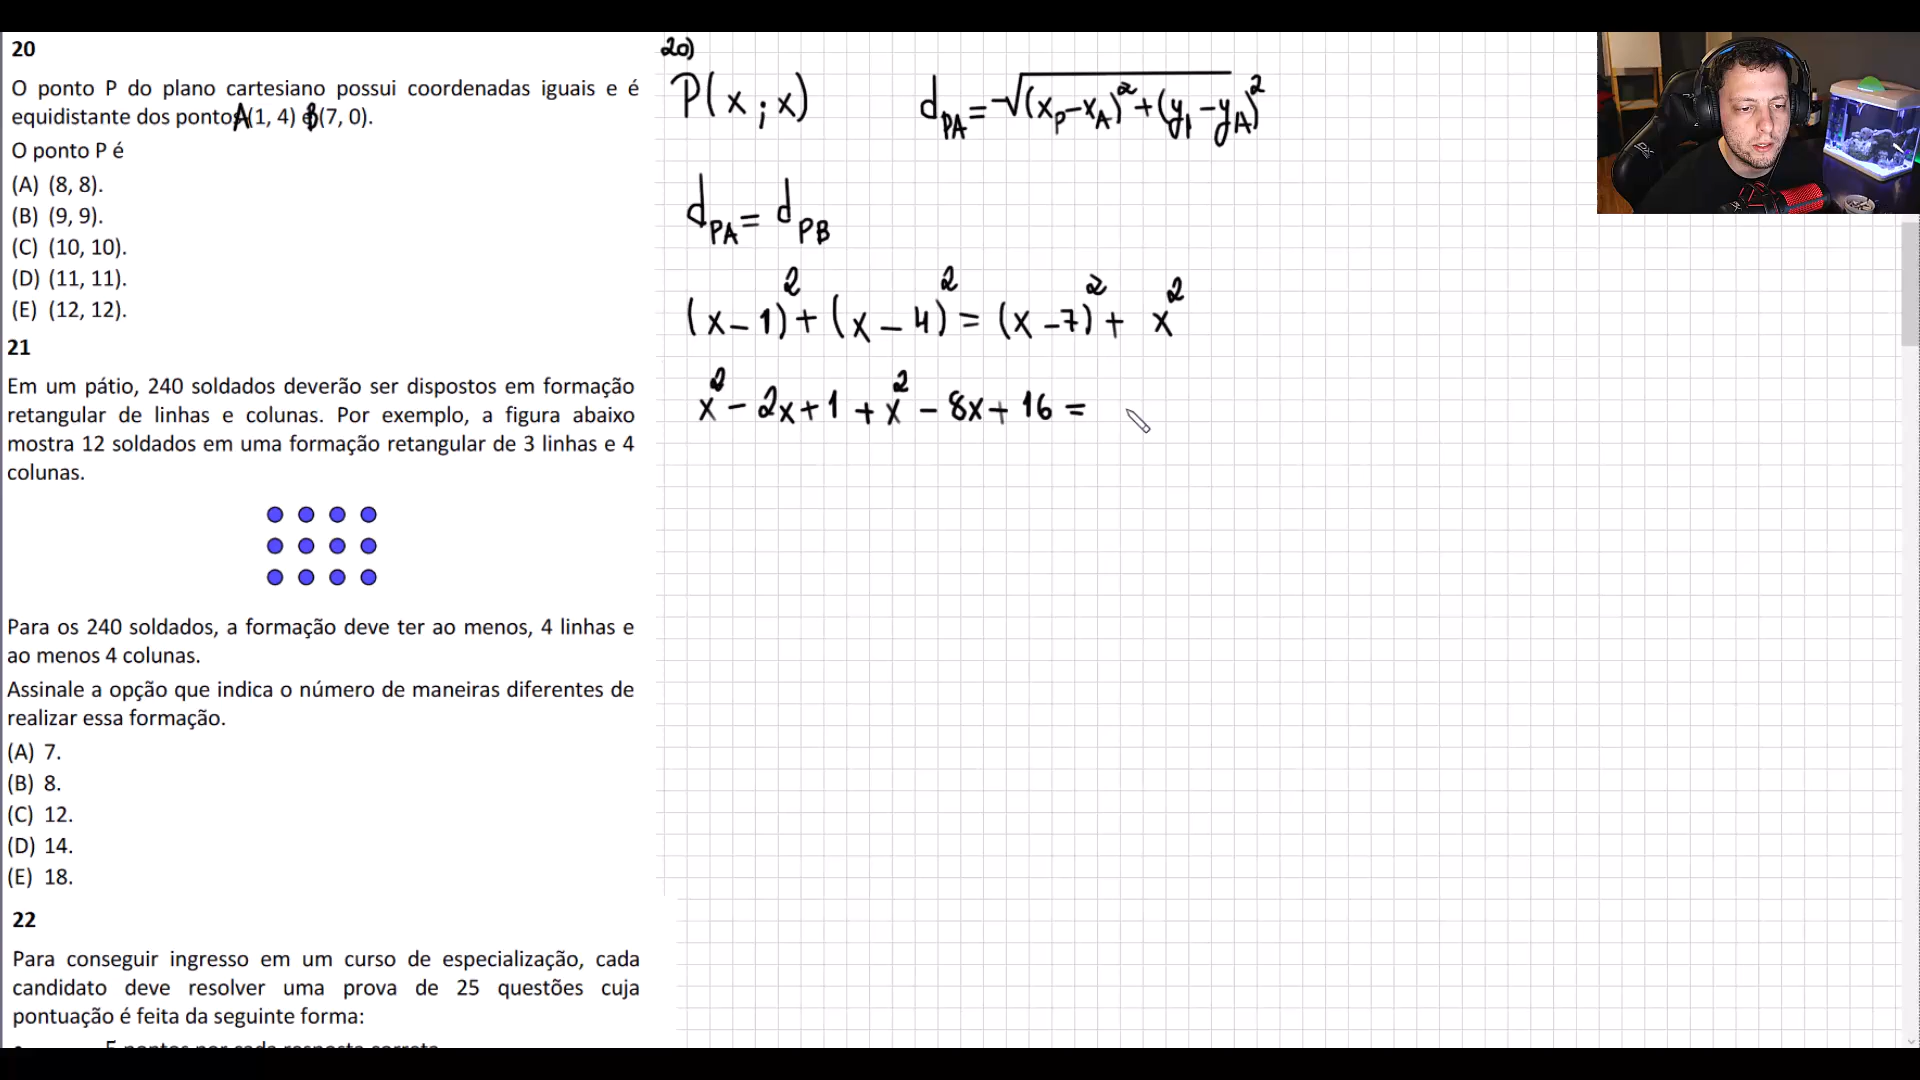 20
O ponto P do plano cartesiano possui coordenadas iguais e é
equidistante dos pontos A(1, 4) e B(7, 0).
O ponto P é
(A) (8, 8).
(B) (9, 9).
(C) (10, 10).
(D) (11, 11).
(E) (12, 12).
21
Em um pátio, 240 soldados deverão ser dispostos em formação
retangular de linhas e colunas. Por exemplo, a figura abaixo
mostra 12 soldados em uma formação retangular de 3 linhas e 4
colunas.
Para os 240 soldados, a formação deve ter ao menos, 4 linhas e
ao menos 4 colunas.
Assinale a opção que indica o número de maneiras diferentes de
realizar essa formação.
(A) 7.
(B) 8.
(C) 12.
(D) 14.
(E) 18.
22
Para conseguir ingresso em um curso de especialização, cada
candidato deve resolver uma prova de 25 questões cuja
pontuação é feita da seguinte forma:
20)
P(x ; x) d_PA = √(x_P - x_A)² + (y_P - y_A)²
d_PA = d_PB
(x - 1)² + (x - 4)² = (x - 7)² + x²
x² - 2x + 1 + x² - 8x + 16 =